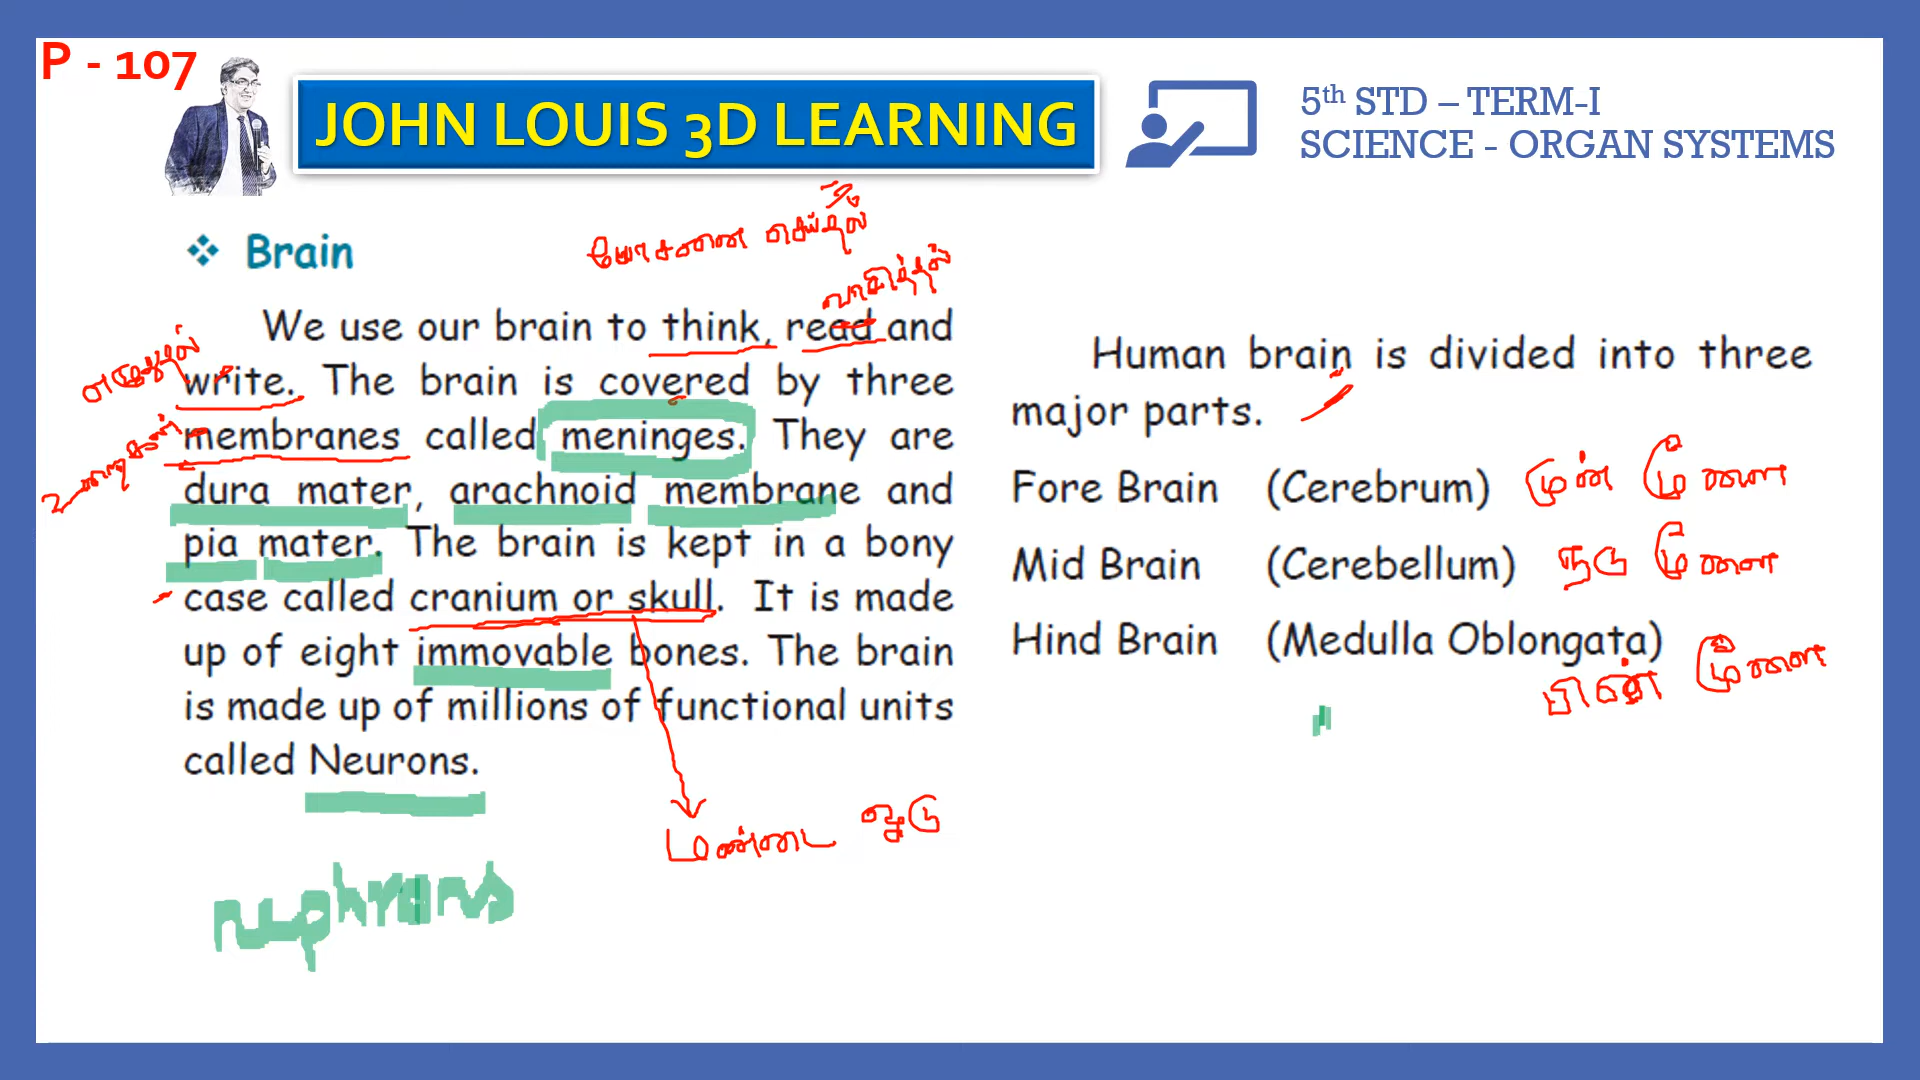 P - 107
JOHN LOUIS 3D LEARNING
5th STD – TERM-I
SCIENCE - ORGAN SYSTEMS
❖ Brain
யோசனை செய்தல்
வாசித்தல்
We use our brain to think, read and
எழுதுதல்
write. The brain is covered by three
membranes called meninges. They are
dura mater, arachnoid membrane and
pia mater. The brain is kept in a bony
case called cranium or skull. It is made
up of eight immovable bones. The brain
is made up of millions of functional units
called Neurons.
மண்டை ஓடு
nephrons
Human brain is divided into three
major parts.
Fore Brain (Cerebrum) முன் மூளை
Mid Brain (Cerebellum) நடு மூளை
Hind Brain (Medulla Oblongata)
பின் மூளை